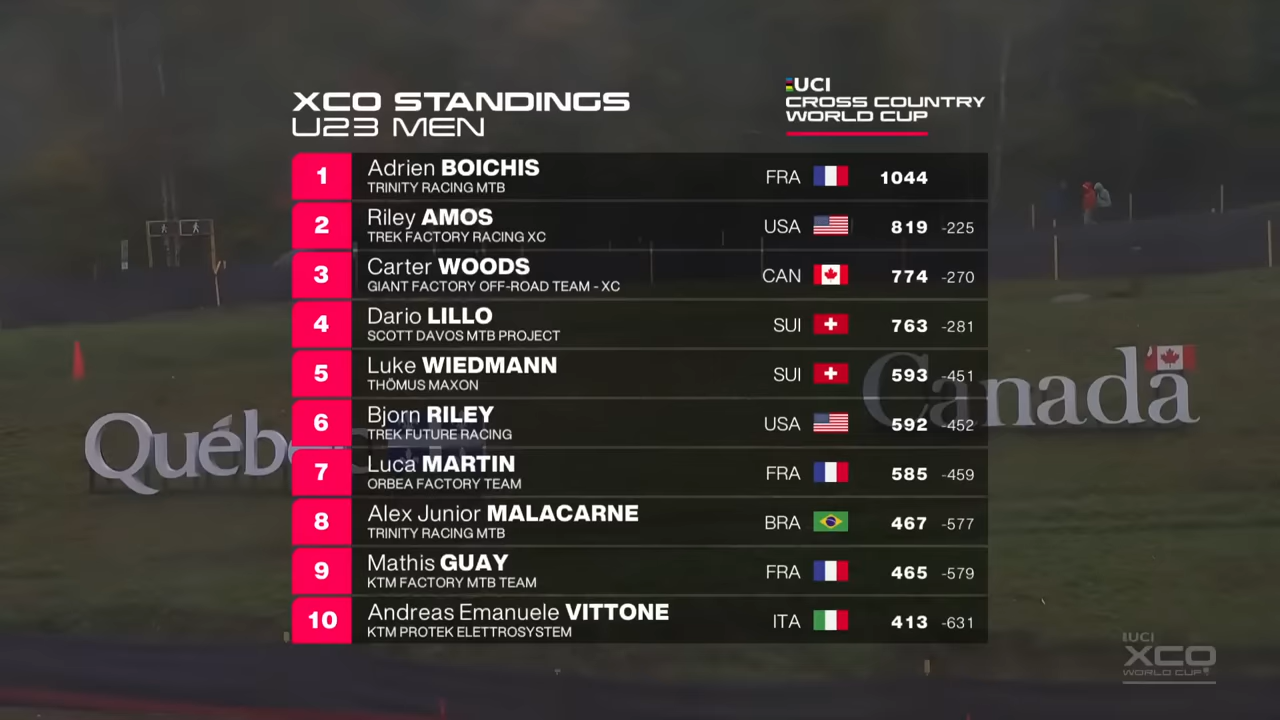 XCO STANDINGS
U23 MEN
UCI
CROSS COUNTRY
WORLD CUP
1 Adrien BOICHIS FRA 1044
TRINITY RACING MTB
2 Riley AMOS USA 819 -225
TREK FACTORY RACING XC
3 Carter WOODS CAN 774 -270
GIANT FACTORY OFF-ROAD TEAM - XC
4 Dario LILLO SUI 763 -281
SCOTT DAVOS MTB PROJECT
5 Luke WIEDMANN SUI 593 -451
THÖMUS MAXON
6 Bjorn RILEY USA 592 -452
TREK FUTURE RACING
7 Luca MARTIN FRA 585 -459
ORBEA FACTORY TEAM
8 Alex Junior MALACARNE BRA 467 -577
TRINITY RACING MTB
9 Mathis GUAY FRA 465 -579
KTM FACTORY MTB TEAM
10 Andreas Emanuele VITTONE ITA 413 -631
KTM PROTEK ELETTROSYSTEM
Québ
Canada
UCI
XCO
WORLD CUP